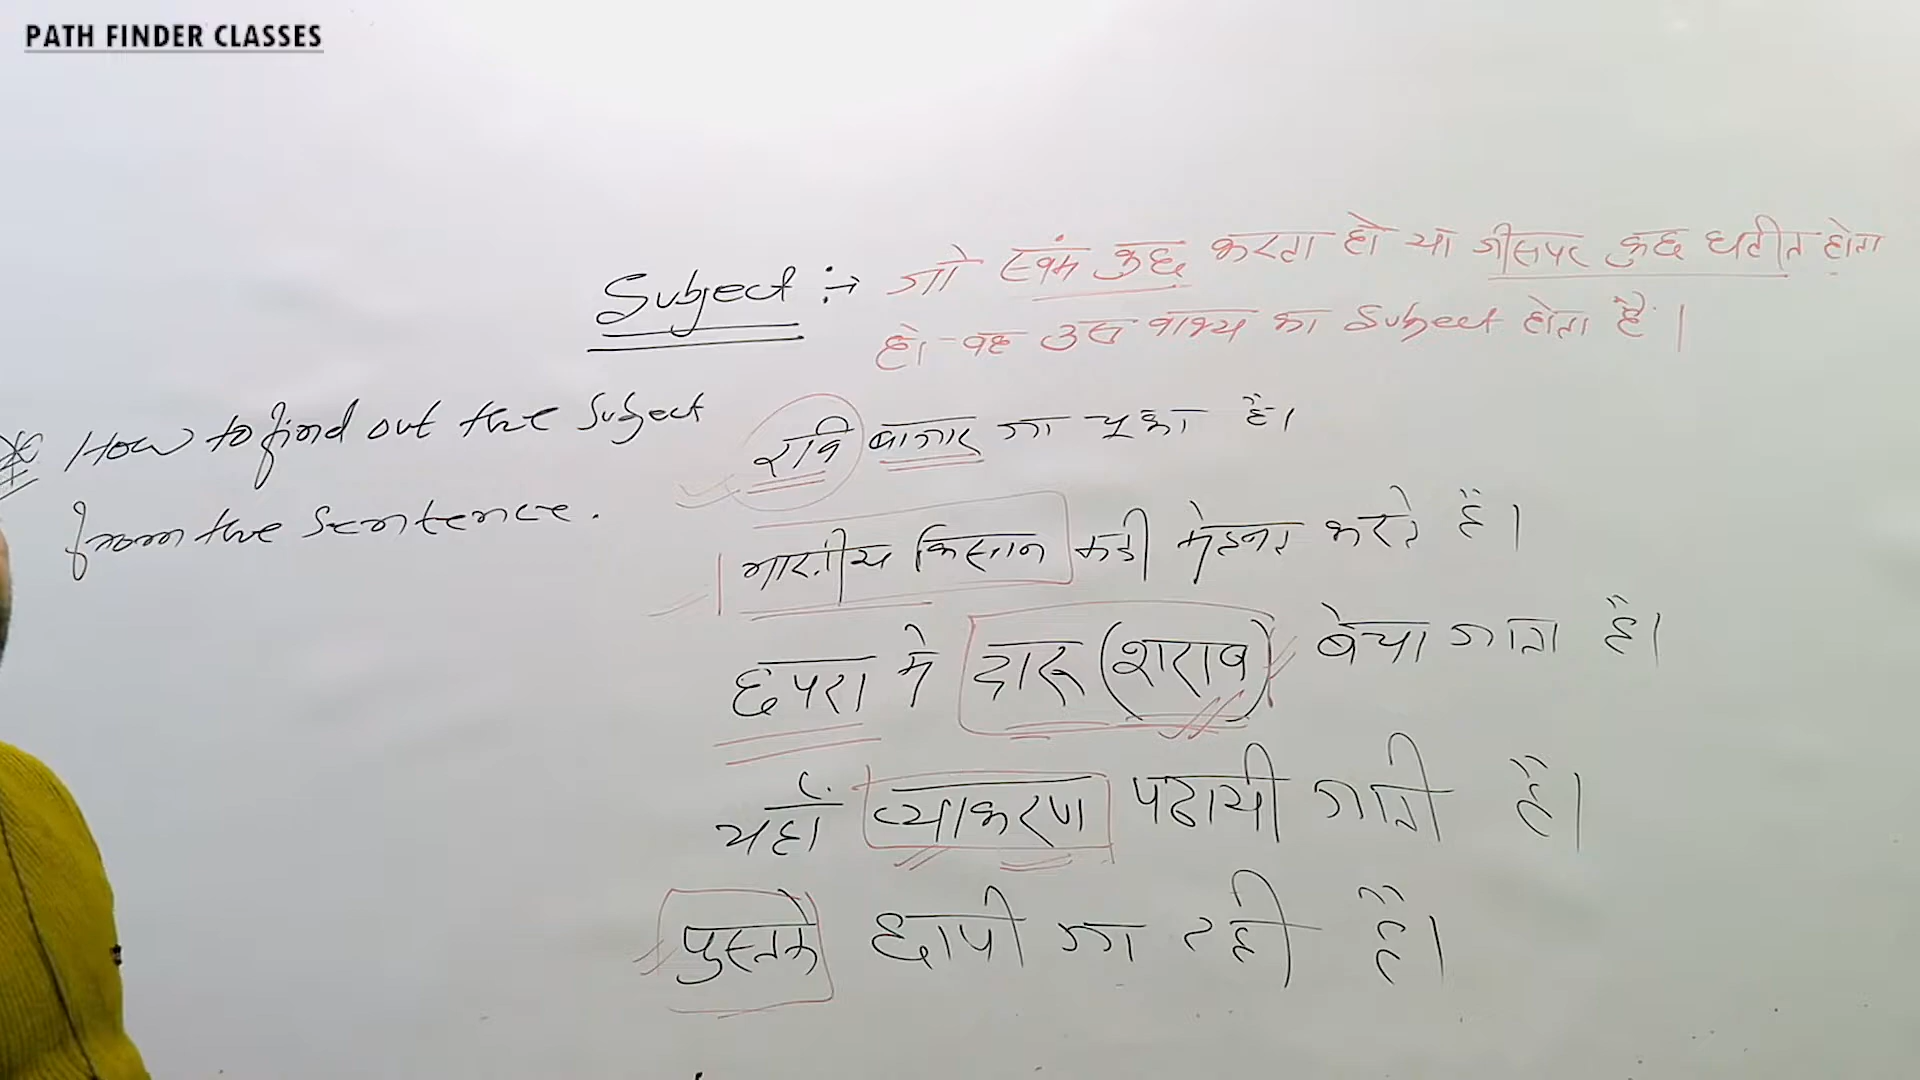 PATH FINDER CLASSES
Subject :→ जो स्वंम कुछ करता हो या जीसपर कुछ घटीत होता
हो वह उस वाक्य का Subject होता है।
* How to find out the Subject
from the Sentence.
रवि बाजार जा चूका है।
भारतीय किसान कडी मेहनत करते हैं।
छपरा मे दारू (शराब) बेचा जाता है।
यहाँ व्याकरण पढायी जाती है।
पुस्तके छापी जा रही हैं।